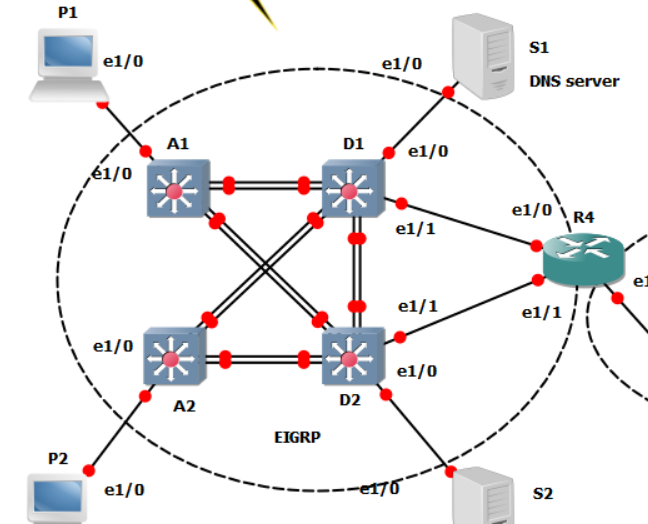 P1
e1/0
e1/0
S1
DNS server
A1
D1
e1/0
e1/0
e1/0
R4
e1/1
e1/1
e1/1
e1/0
e1/0
A2
D2
EIGRP
P2
e1/0
e1/0
S2